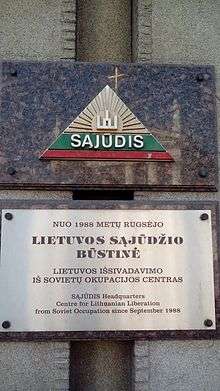 SĄJŪDIS
NUO 1988 METŲ RUGSĖJO
LIETUVOS SĄJŪDŽIO
BŪSTINĖ
LIETUVOS IŠSIVADAVIMO
IŠ SOVIETŲ OKUPACIJOS CENTRAS
SĄJŪDIS Headquarters
Centre for Lithuanian Liberation
from Soviet Occupation since September 1988